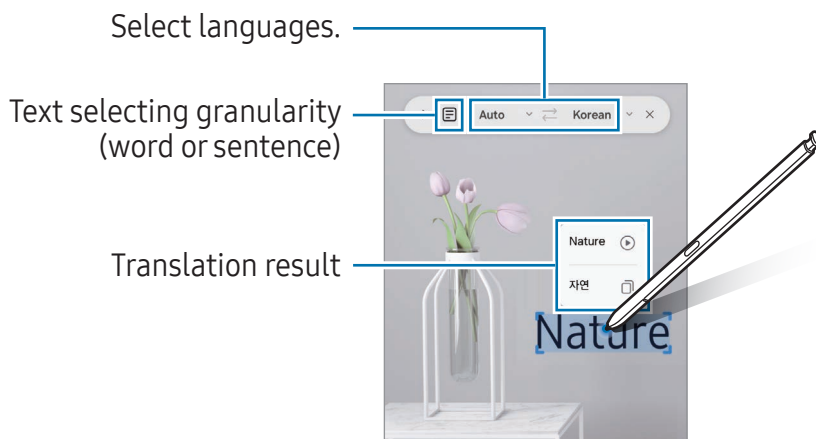 Select languages.
Text selecting granularity
(word or sentence)
Auto Korean
Translation result
Nature
자연
Nature